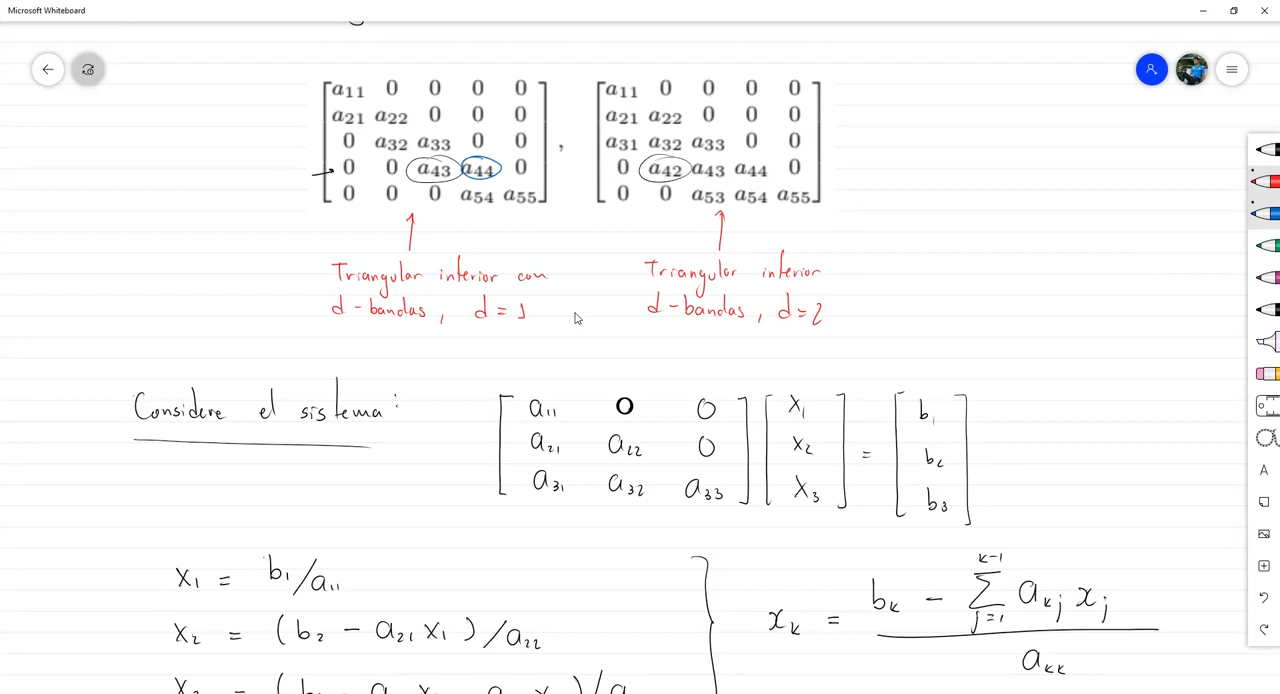 Microsoft Whiteboard
[ a11 0 0 0 0 ] [ a11 0 0 0 0 ]
[ a21 a22 0 0 0 ] [ a21 a22 0 0 0 ]
[ 0 a32 a33 0 0 ] , [ a31 a32 a33 0 0 ]
[ 0 0 a43 a44 0 ] [ 0 a42 a43 a44 0 ]
[ 0 0 0 a54 a55 ] [ 0 0 a53 a54 a55 ]
Triangular inferior con
d-bandas, d = 1
Triangular inferior
d-bandas, d=2
Considere el sistema:
[ a11 0 0 ] [ x1 ] [ b1 ]
[ a21 a22 0 ] [ x2 ] = [ b2 ]
[ a31 a32 a33 ] [ x3 ] [ b3 ]
x1 = b1/a11
x2 = (b2 - a21 x1)/a22
xk = (bk - ∑_{j=1}^{k-1} akj xj) / akk
A